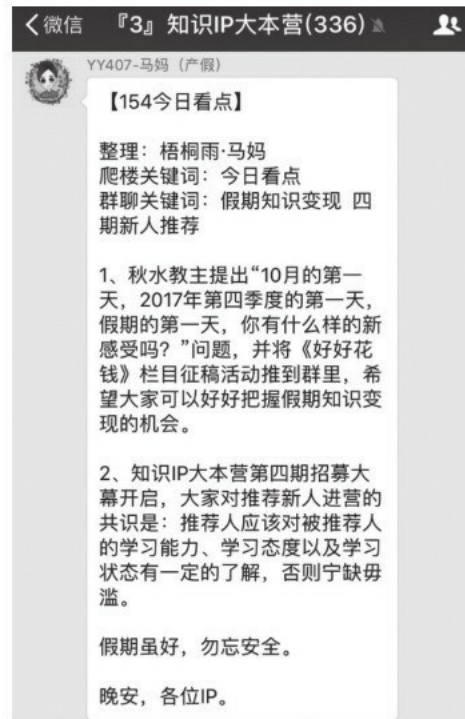 微信 『3』知识IP大本营(336)
YY407-马妈（产假）
【154今日看点】
整理：梧桐雨·马妈
爬楼关键词：今日看点
群聊关键词：假期知识变现 四
期新人推荐
1、秋水教主提出“10月的第一
天，2017年第四季度的第一天，
假期的第一天，你有什么样的新
感受吗？”问题，并将《好好花
钱》栏目征稿活动推到群里，希
望大家可以好好把握假期知识变
现的机会。
2、知识IP大本营第四期招募大
幕开启，大家对推荐新人进营的
共识是：推荐人应该对被推荐人
的学习能力、学习态度以及学习
状态有一定的了解，否则宁缺毋
滥。
假期虽好，勿忘安全。
晚安，各位IP。